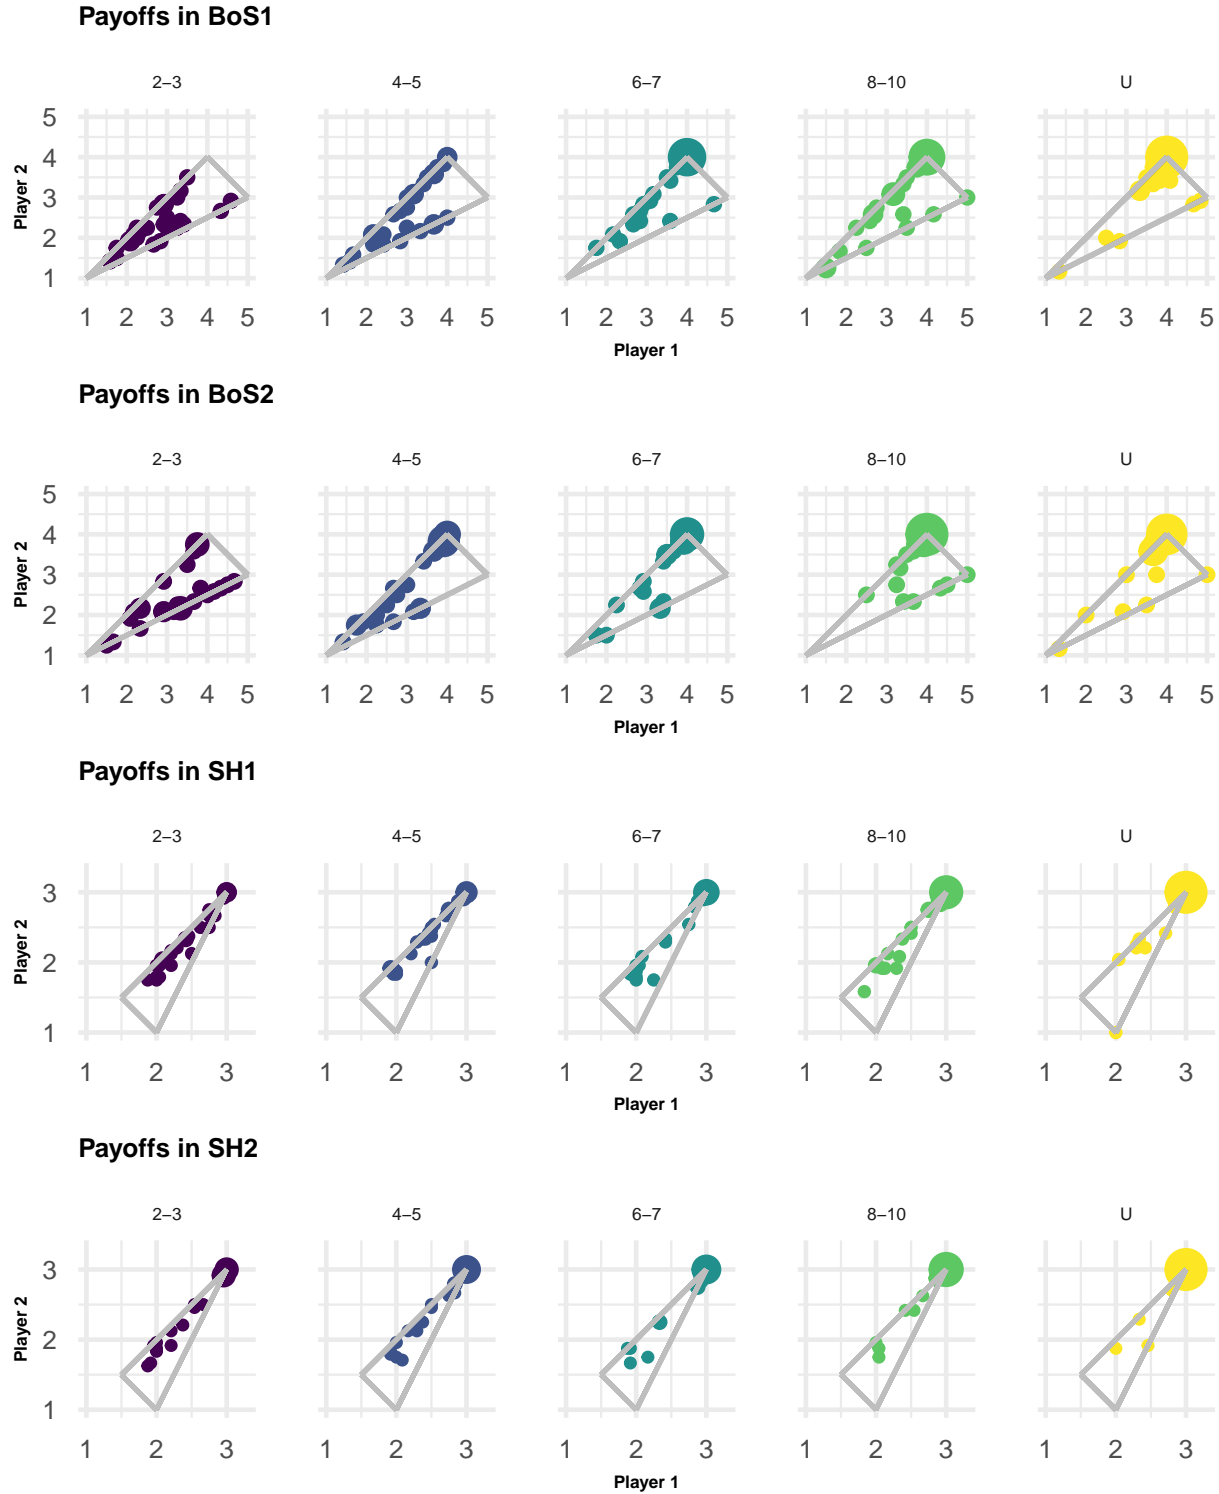 Payoffs in BoS1
2–3 4–5 6–7 8–10 U
Player 2
5
4
3
2
1
1 2 3 4 5 1 2 3 4 5 1 2 3 4 5 1 2 3 4 5 1 2 3 4 5
Player 1
Payoffs in BoS2
2–3 4–5 6–7 8–10 U
Player 2
5
4
3
2
1
1 2 3 4 5 1 2 3 4 5 1 2 3 4 5 1 2 3 4 5 1 2 3 4 5
Player 1
Payoffs in SH1
2–3 4–5 6–7 8–10 U
Player 2
3
2
1
1 2 3 1 2 3 1 2 3 1 2 3 1 2 3
Player 1
Payoffs in SH2
2–3 4–5 6–7 8–10 U
Player 2
3
2
1
1 2 3 1 2 3 1 2 3 1 2 3 1 2 3
Player 1